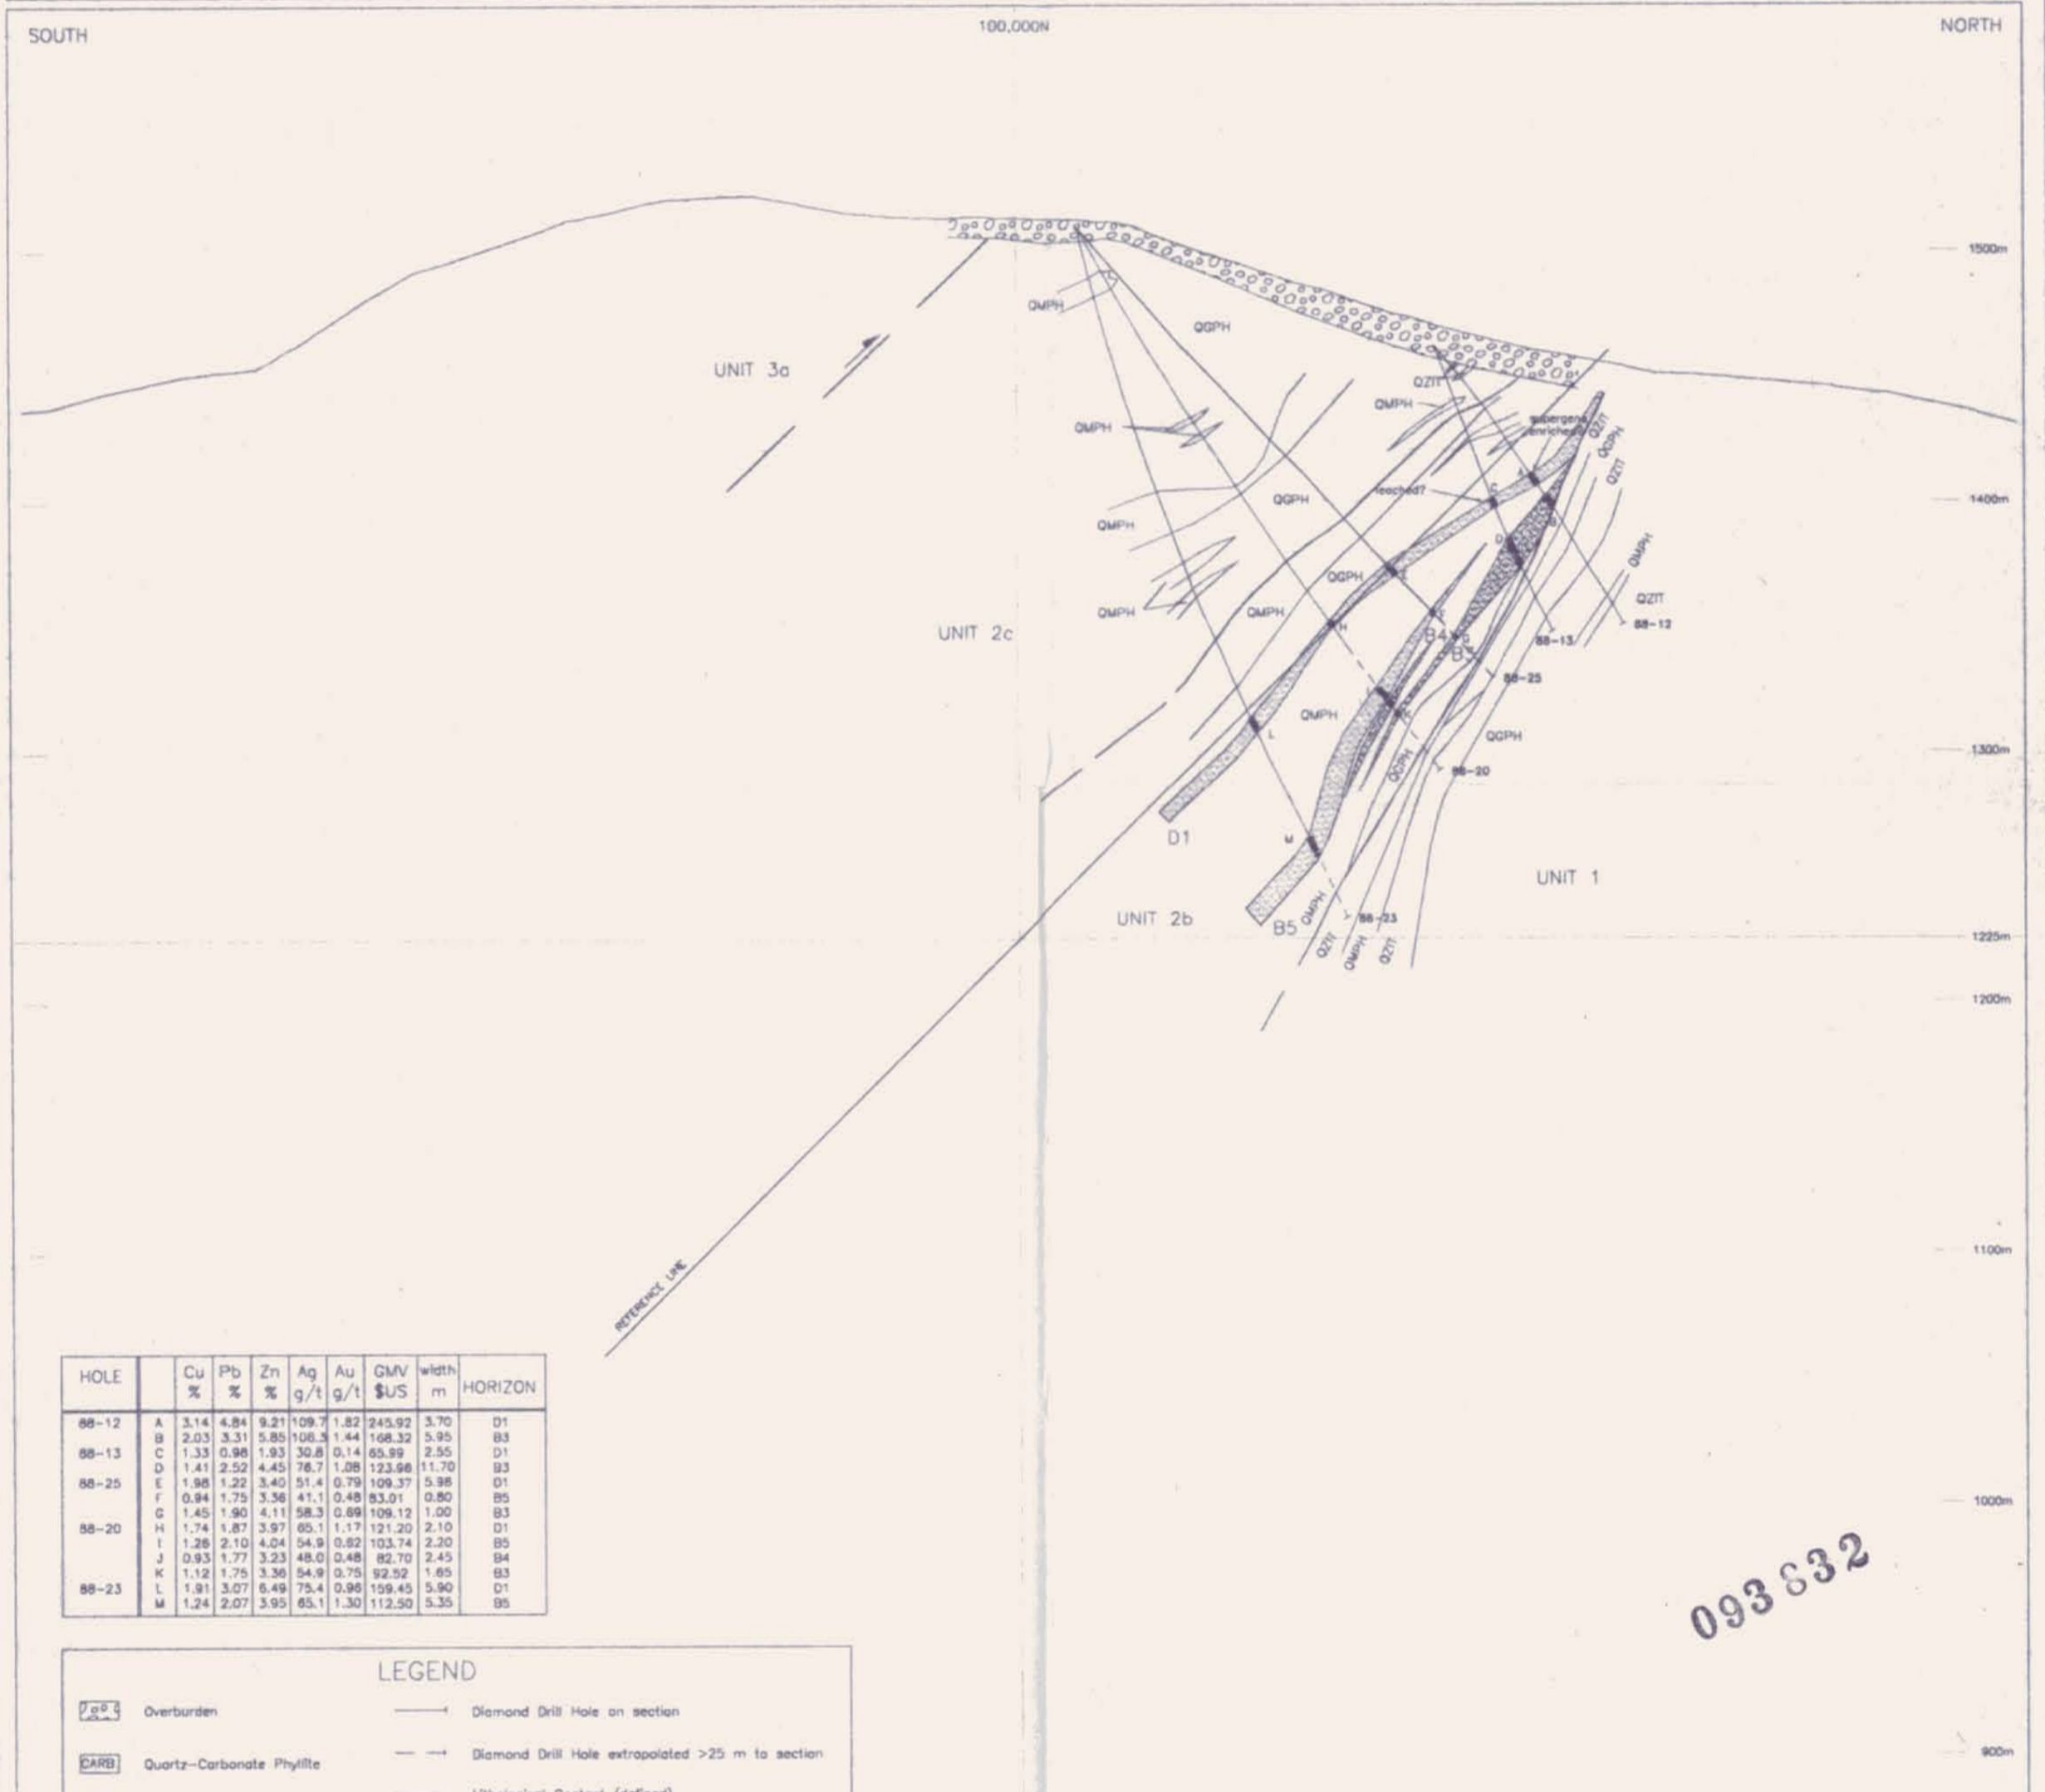 SOUTH
100,000N
NORTH
1500m
QMPH
QGPH
UNIT 3a
QZIT
QMPH
QMPH
supergene
enriched?
QZIT
QGPH
QZIT
A
leached?
C
QGPH
1400m
QMPH
B
D
QMPH
QGPH
E
QMPH
QMPH
QZIT
F
H
88-12
UNIT 2c
B4
G
88-13
B3
88-25
QMPH
K
L
QGPH
QGPH
1300m
88-20
D1
M
UNIT 1
UNIT 2b
QMPH
88-23
B5
1225m
QZIT
QMPH
QZIT
1200m
1100m
REFERENCE LINE
HOLE Cu % Pb % Zn % Ag g/t Au g/t GMV $US width m HORIZON
88-12 A 3.14 4.84 9.21 109.7 1.82 245.92 3.70 D1
B 2.03 3.31 5.85 106.3 1.44 168.32 5.95 B3
88-13 C 1.33 0.98 1.93 30.8 0.14 65.99 2.55 D1
D 1.41 2.52 4.45 76.7 1.08 123.96 11.70 B3
88-25 E 1.98 1.22 3.40 51.4 0.79 109.37 5.98 D1
F 0.94 1.75 3.36 41.1 0.48 83.01 0.80 B5
G 1.45 1.90 4.11 58.3 0.69 109.12 1.00 B3
88-20 H 1.74 1.87 3.97 65.1 1.17 121.20 2.10 D1
I 1.26 2.10 4.04 54.9 0.62 103.74 2.20 B5
J 0.93 1.77 3.23 48.0 0.48 82.70 2.45 B4
K 1.12 1.75 3.36 54.9 0.75 92.52 1.65 B3
88-23 L 1.91 3.07 6.49 75.4 0.96 159.45 5.90 D1
M 1.24 2.07 3.95 65.1 1.30 112.50 5.35 B5
1000m
093832
LEGEND
Overburden
Diamond Drill Hole on section
Diamond Drill Hole extrapolated >25 m to section
CARB Quartz-Carbonate Phyllite
900m